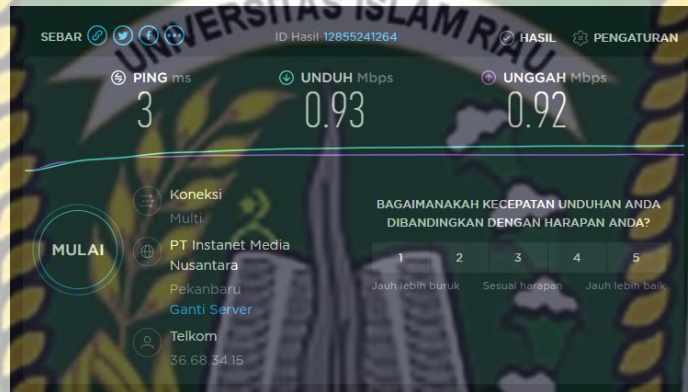 UNIVERSITAS ISLAM RIAU
SEBAR
ID Hasil 12855241264
HASIL
PENGATURAN
PING ms
3
UNDUH Mbps
0.93
UNGGAH Mbps
0.92
MULAI
Koneksi
Multi
PT Instanet Media
Nusantara
Pekanbaru
Ganti Server
Telkom
36.68.34.15
BAGAIMANAKAH KECEPATAN UNDUHAN ANDA
DIBANDINGKAN DENGAN HARAPAN ANDA?
1 2 3 4 5
Jauh lebih buruk Sesuai harapan Jauh lebih baik